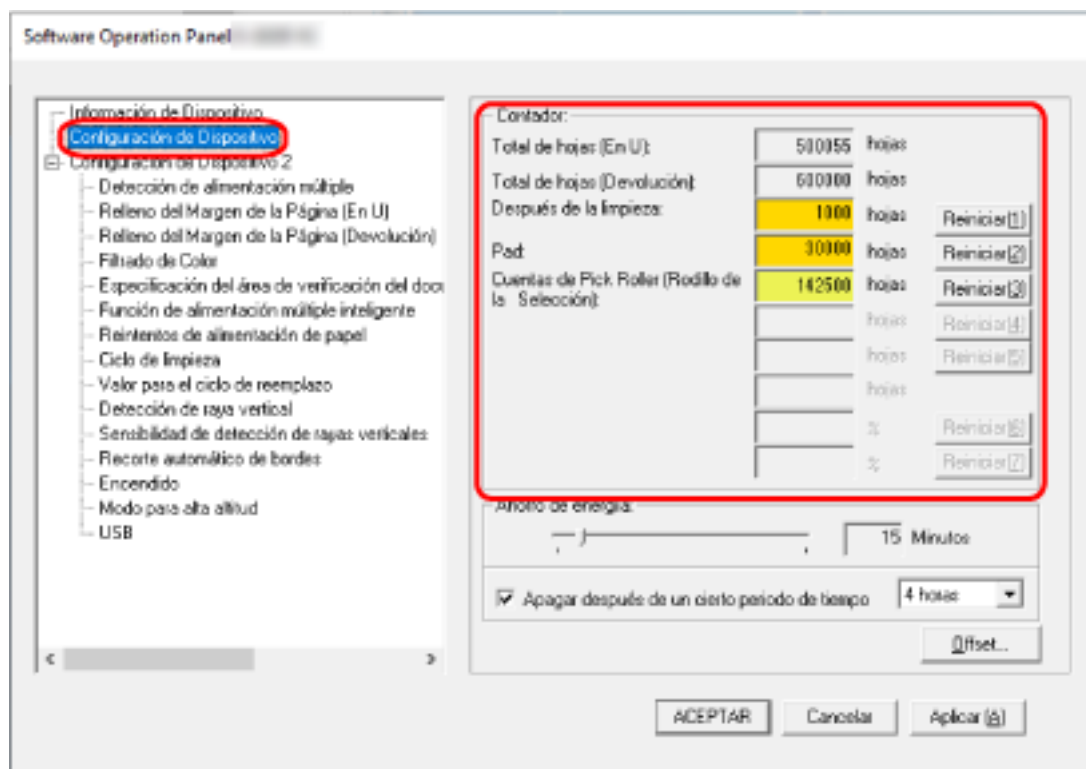 Software Operation Panel
Información de Dispositivo
Configuración de Dispositivo
Configuración de Dispositivo 2
Detección de alimentación múltiple
Relleno del Margen de la Página (En U)
Relleno del Margen de la Página (Devolución)
Filtrado de Color
Especificación del área de verificación del docu
Función de alimentación múltiple inteligente
Reintentos de alimentación de papel
Ciclo de limpieza
Valor para el ciclo de reemplazo
Detección de raya vertical
Sensibilidad de detección de rayas verticales
Recorte automático de bordes
Encendido
Modo para alta altitud
USB
Contador:
Total de hojas (En U): 500055 hojas
Total de hojas (Devolución): 600000 hojas
Después de la limpieza: 1000 hojas Reiniciar(1)
Pad: 30000 hojas Reiniciar(2)
Cuentas de Pick Roller (Rodillo de
la Selección): 142500 hojas Reiniciar(3)
hojas Reiniciar(4)
hojas Reiniciar(5)
hojas
% Reiniciar(6)
% Reiniciar(7)
Ahorro de energía:
15 Minutos
Apagar después de un cierto periodo de tiempo 4 horas
Offset...
ACEPTAR Cancelar Aplicar (A)